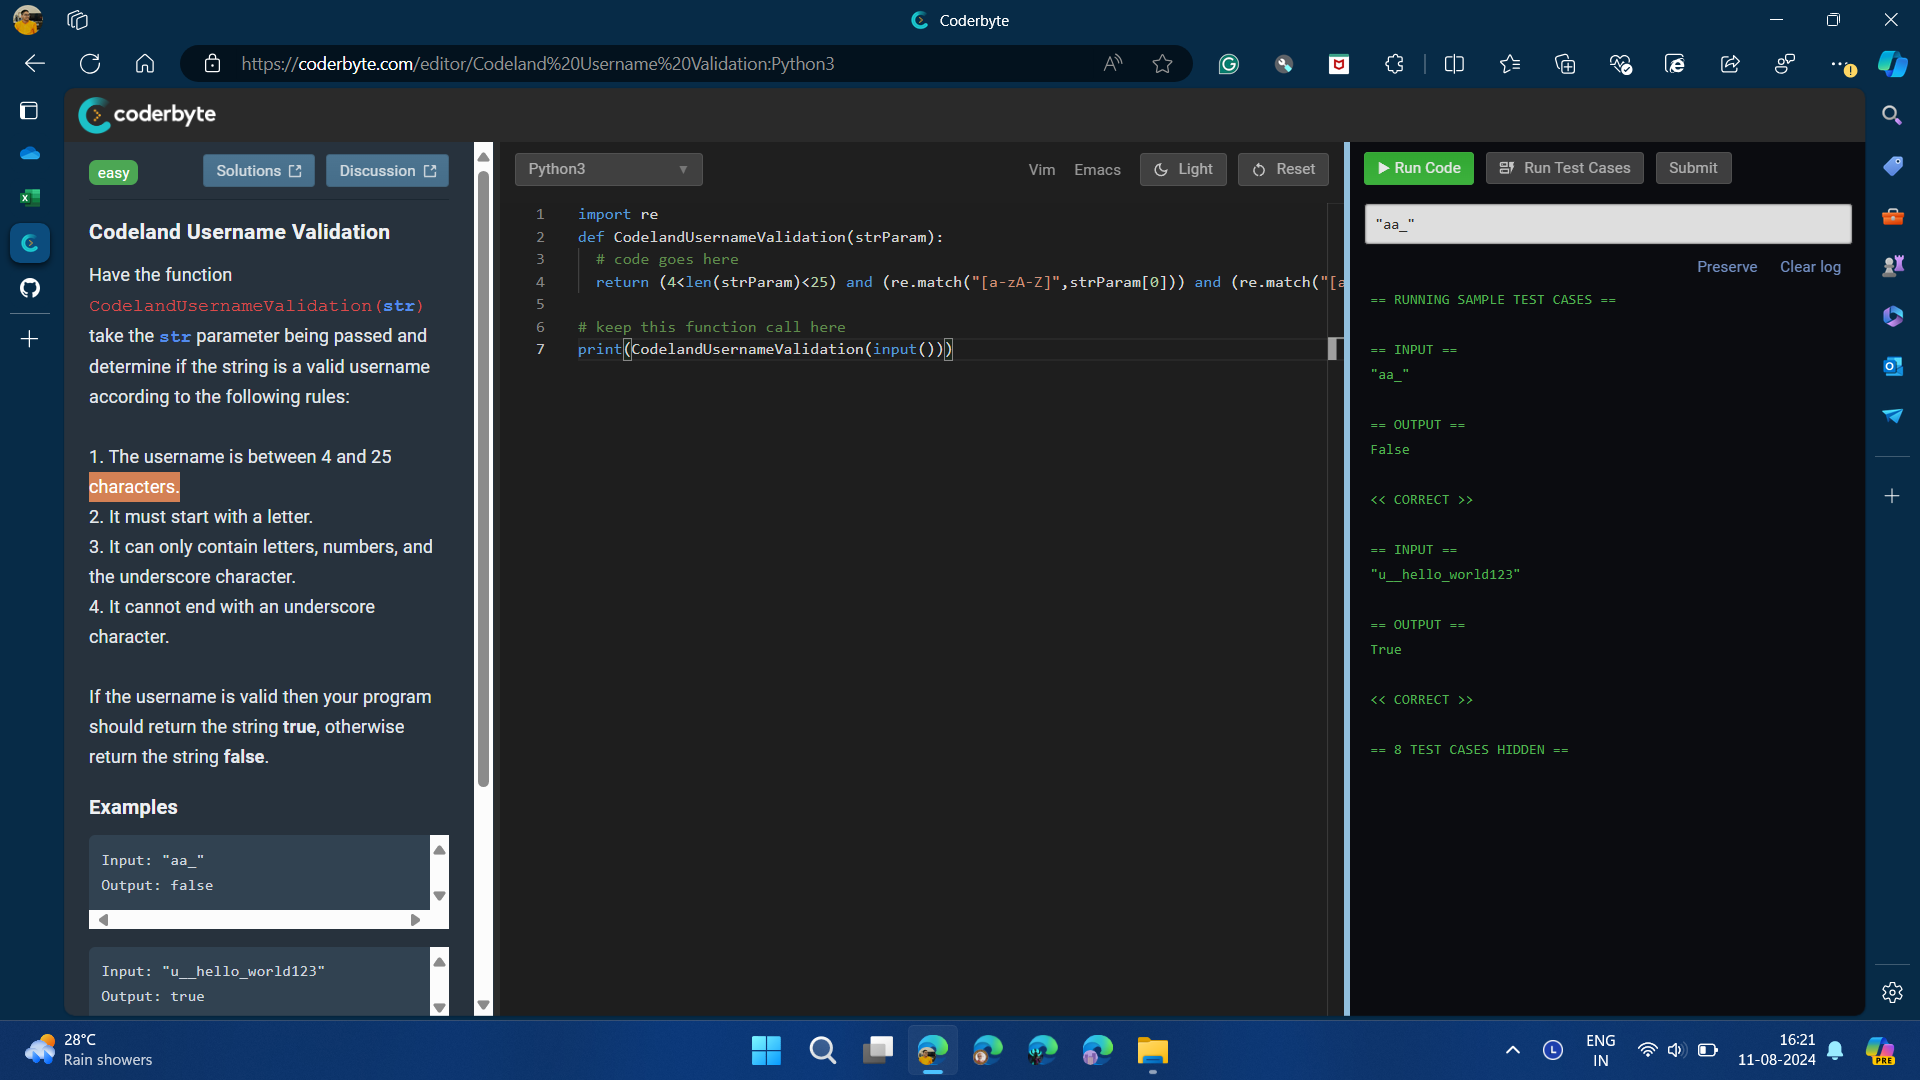 Coderbyte
https://coderbyte.com/editor/Codeland%20Username%20Validation:Python3
coderbyte
easy
Solutions
Discussion
Codeland Username Validation
Have the function
CodelandUsernameValidation(str)
take the str parameter being passed and
determine if the string is a valid username
according to the following rules:
1. The username is between 4 and 25
characters.
2. It must start with a letter.
3. It can only contain letters, numbers, and
the underscore character.
4. It cannot end with an underscore
character.
If the username is valid then your program
should return the string true, otherwise
return the string false.
Examples
Input: "aa_"
Output: false
Input: "u__hello_world123"
Output: true
Python3
Vim
Emacs
Light
Reset
1 import re
2 def CodelandUsernameValidation(strParam):
3 # code goes here
4 return (4<len(strParam)<25) and (re.match("[a-zA-Z]",strParam[0])) and (re.match("[a
5
6 # keep this function call here
7 print(CodelandUsernameValidation(input()))
Run Code
Run Test Cases
Submit
"aa_"
Preserve
Clear log
== RUNNING SAMPLE TEST CASES ==
== INPUT ==
"aa_"
== OUTPUT ==
False
<< CORRECT >>
== INPUT ==
"u__hello_world123"
== OUTPUT ==
True
<< CORRECT >>
== 8 TEST CASES HIDDEN ==
28°C
Rain showers
ENG
IN
16:21
11-08-2024
PRE